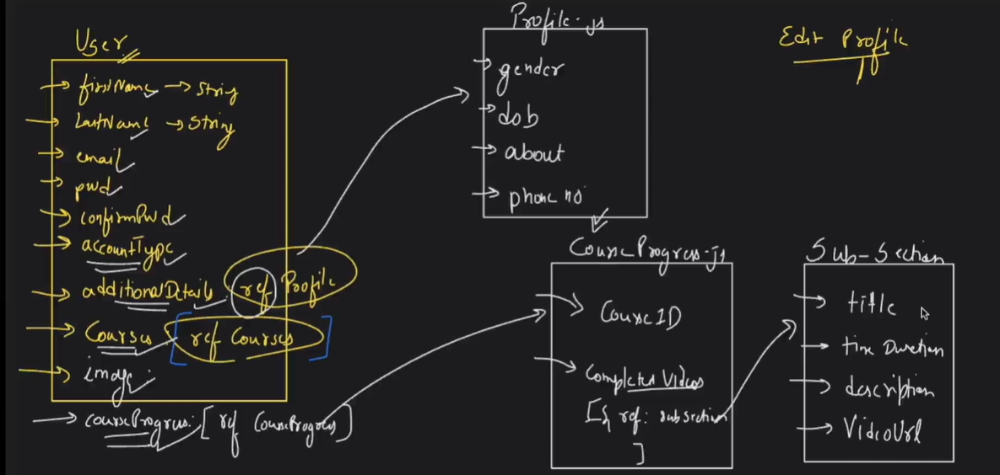 User
firstName → String
LastName → String
email
pwd
confirmPwd
accountType
additionalDetails ref Profile
Courses [ref Courses]
image
courseProgress: [ref CourseProgress]
Profile.js
gender
dob
about
phone no
Edit Profile
CourseProgress.js
CourseID
Completed Videos
[{ ref: subsection
]
Sub-Section
title
time Duration
description
VideoUrl